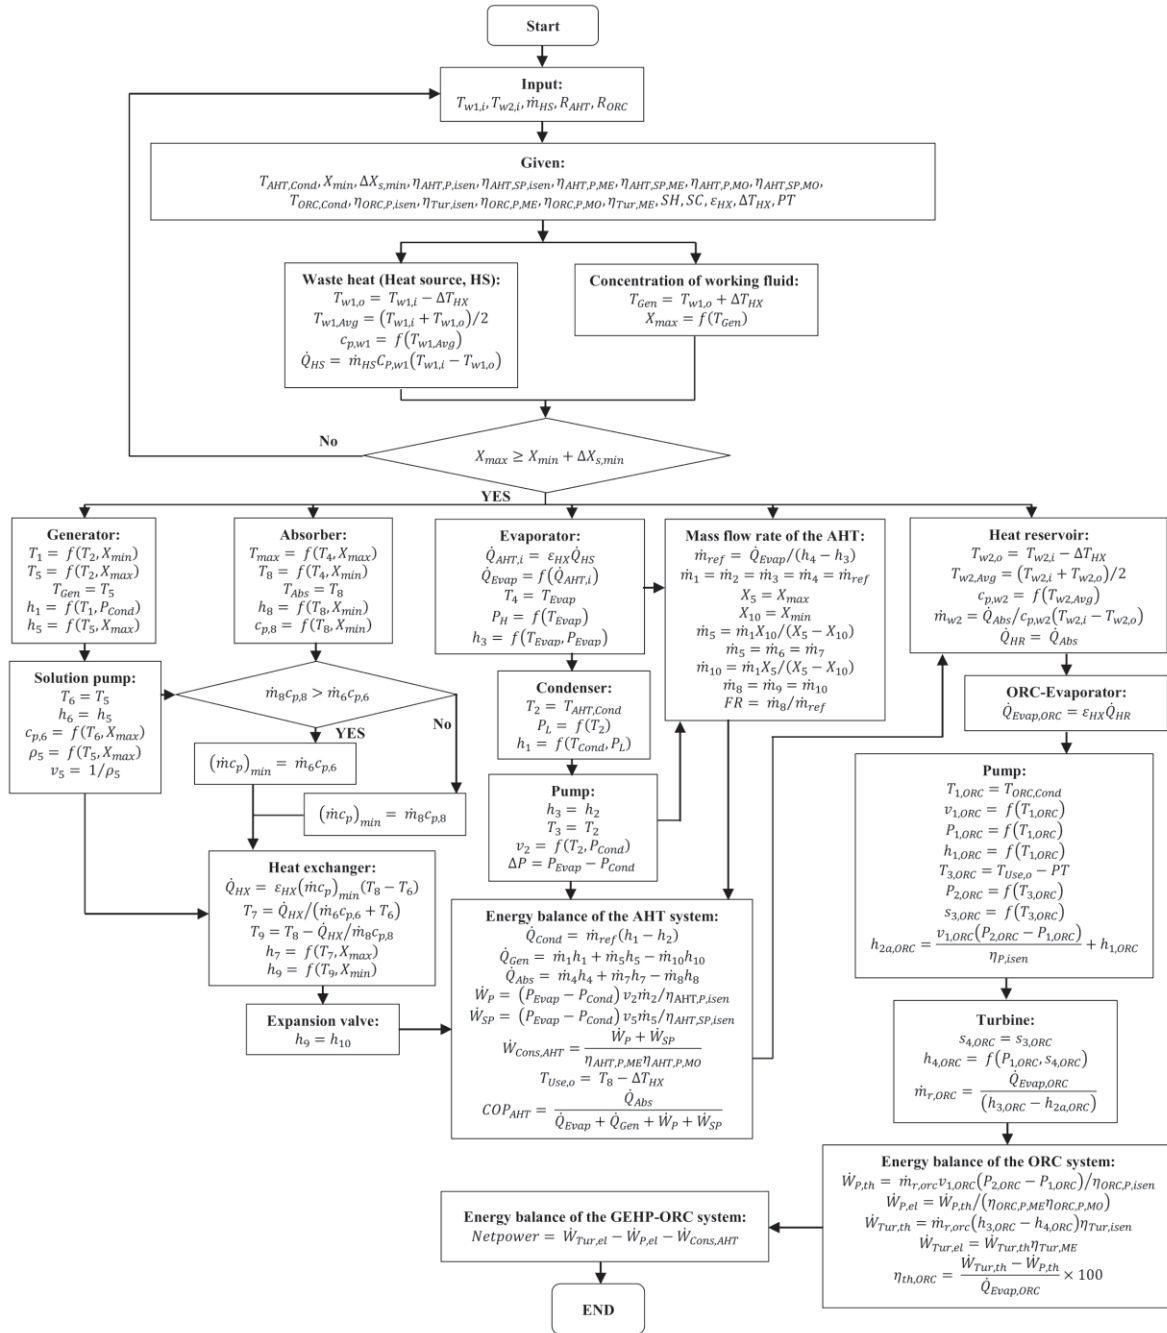 Start
Input:
T_{w1,i}, T_{w2,i}, ṁ_{HS}, R_{AHT}, R_{ORC}
Given:
T_{AHT,Cond}, X_{min}, ΔX_{s,min}, η_{AHT,P,isen}, η_{AHT,SP,isen}, η_{AHT,P,ME}, η_{AHT,SP,ME}, η_{AHT,P,MO}, η_{AHT,SP,MO},
T_{ORC,Cond}, η_{ORC,P,isen}, η_{Tur,isen}, η_{ORC,P,ME}, η_{ORC,P,MO}, η_{Tur,ME}, SH, SC, ε_{HX}, ΔT_{HX}, PT
Waste heat (Heat source, HS):
T_{w1,o} = T_{w1,i} − ΔT_{HX}
T_{w1,Avg} = (T_{w1,i} + T_{w1,o})/2
c_{p,w1} = f(T_{w1,Avg})
Q̇_{HS} = ṁ_{HS}C_{P,w1}(T_{w1,i} − T_{w1,o})
Concentration of working fluid:
T_{Gen} = T_{w1,o} + ΔT_{HX}
X_{max} = f(T_{Gen})
No
X_{max} ≥ X_{min} + ΔX_{s,min}
YES
Generator:
T_1 = f(T_2, X_{min})
T_5 = f(T_2, X_{max})
T_{Gen} = T_5
h_1 = f(T_1, P_{Cond})
h_5 = f(T_5, X_{max})
Absorber:
T_{max} = f(T_4, X_{max})
T_8 = f(T_4, X_{min})
T_{Abs} = T_8
h_8 = f(T_8, X_{min})
c_{p,8} = f(T_8, X_{min})
Evaporator:
Q̇_{AHT,i} = ε_{HX}Q̇_{HS}
Q̇_{Evap} = f(Q̇_{AHT,i})
T_4 = T_{Evap}
P_H = f(T_{Evap})
h_3 = f(T_{Evap}, P_{Evap})
Mass flow rate of the AHT:
ṁ_{ref} = Q̇_{Evap}/(h_4 − h_3)
ṁ_1 = ṁ_2 = ṁ_3 = ṁ_4 = ṁ_{ref}
X_5 = X_{max}
X_{10} = X_{min}
ṁ_5 = ṁ_1X_{10}/(X_5 − X_{10})
ṁ_5 = ṁ_6 = ṁ_7
ṁ_{10} = ṁ_1X_5/(X_5 − X_{10})
ṁ_8 = ṁ_9 = ṁ_{10}
FR = ṁ_8/ṁ_{ref}
Heat reservoir:
T_{w2,o} = T_{w2,i} − ΔT_{HX}
T_{w2,Avg} = (T_{w2,i} + T_{w2,o})/2
c_{p,w2} = f(T_{w2,Avg})
ṁ_{w2} = Q̇_{Abs}/c_{p,w2}(T_{w2,i} − T_{w2,o})
Q̇_{HR} = Q̇_{Abs}
Solution pump:
T_6 = T_5
h_6 = h_5
c_{p,6} = f(T_6, X_{max})
ρ_5 = f(T_5, X_{max})
v_5 = 1/ρ_5
ṁ_8c_{p,8} > ṁ_6c_{p,6}
No
YES
(ṁc_p)_{min} = ṁ_6c_{p,6}
(ṁc_p)_{min} = ṁ_8c_{p,8}
Condenser:
T_2 = T_{AHT,Cond}
P_L = f(T_2)
h_1 = f(T_{Cond}, P_L)
ORC-Evaporator:
Q̇_{Evap,ORC} = ε_{HX}Q̇_{HR}
Pump:
h_3 = h_2
T_3 = T_2
v_2 = f(T_2, P_{Cond})
ΔP = P_{Evap} − P_{Cond}
Pump:
T_{1,ORC} = T_{ORC,Cond}
v_{1,ORC} = f(T_{1,ORC})
P_{1,ORC} = f(T_{1,ORC})
h_{1,ORC} = f(T_{1,ORC})
T_{3,ORC} = T_{Use,o} − PT
P_{2,ORC} = f(T_{3,ORC})
s_{3,ORC} = f(T_{3,ORC})
h_{2a,ORC} = v_{1,ORC}(P_{2,ORC} − P_{1,ORC})/η_{P,isen} + h_{1,ORC}
Heat exchanger:
Q̇_{HX} = ε_{HX}(ṁc_p)_{min}(T_8 − T_6)
T_7 = Q̇_{HX}/(ṁ_6c_{p,6} + T_6)
T_9 = T_8 − Q̇_{HX}/ṁ_8c_{p,8}
h_7 = f(T_7, X_{max})
h_9 = f(T_9, X_{min})
Expansion valve:
h_9 = h_{10}
Energy balance of the AHT system:
Q̇_{Cond} = ṁ_{ref}(h_1 − h_2)
Q̇_{Gen} = ṁ_1h_1 + ṁ_5h_5 − ṁ_{10}h_{10}
Q̇_{Abs} = ṁ_4h_4 + ṁ_7h_7 − ṁ_8h_8
Ẇ_P = (P_{Evap} − P_{Cond})v_2ṁ_2/η_{AHT,P,isen}
Ẇ_{SP} = (P_{Evap} − P_{Cond})v_5ṁ_5/η_{AHT,SP,isen}
Ẇ_{Cons,AHT} = (Ẇ_P + Ẇ_{SP})/(η_{AHT,P,ME}η_{AHT,P,MO})
T_{Use,o} = T_8 − ΔT_{HX}
COP_{AHT} = Q̇_{Abs}/(Q̇_{Evap} + Q̇_{Gen} + Ẇ_P + Ẇ_{SP})
Turbine:
s_{4,ORC} = s_{3,ORC}
h_{4,ORC} = f(P_{1,ORC}, s_{4,ORC})
ṁ_{r,ORC} = Q̇_{Evap,ORC}/(h_{3,ORC} − h_{2a,ORC})
Energy balance of the ORC system:
Ẇ_{P,th} = ṁ_{r,orc}v_{1,ORC}(P_{2,ORC} − P_{1,ORC})/η_{ORC,P,isen}
Ẇ_{P,el} = Ẇ_{P,th}/(η_{ORC,P,ME}η_{ORC,P,MO})
Ẇ_{Tur,th} = ṁ_{r,orc}(h_{3,ORC} − h_{4,ORC})η_{Tur,isen}
Ẇ_{Tur,el} = Ẇ_{Tur,th}η_{Tur,ME}
η_{th,ORC} = (Ẇ_{Tur,th} − Ẇ_{P,th})/Q̇_{Evap,ORC} × 100
Energy balance of the GEHP-ORC system:
Netpower = Ẇ_{Tur,el} − Ẇ_{P,el} − Ẇ_{Cons,AHT}
END